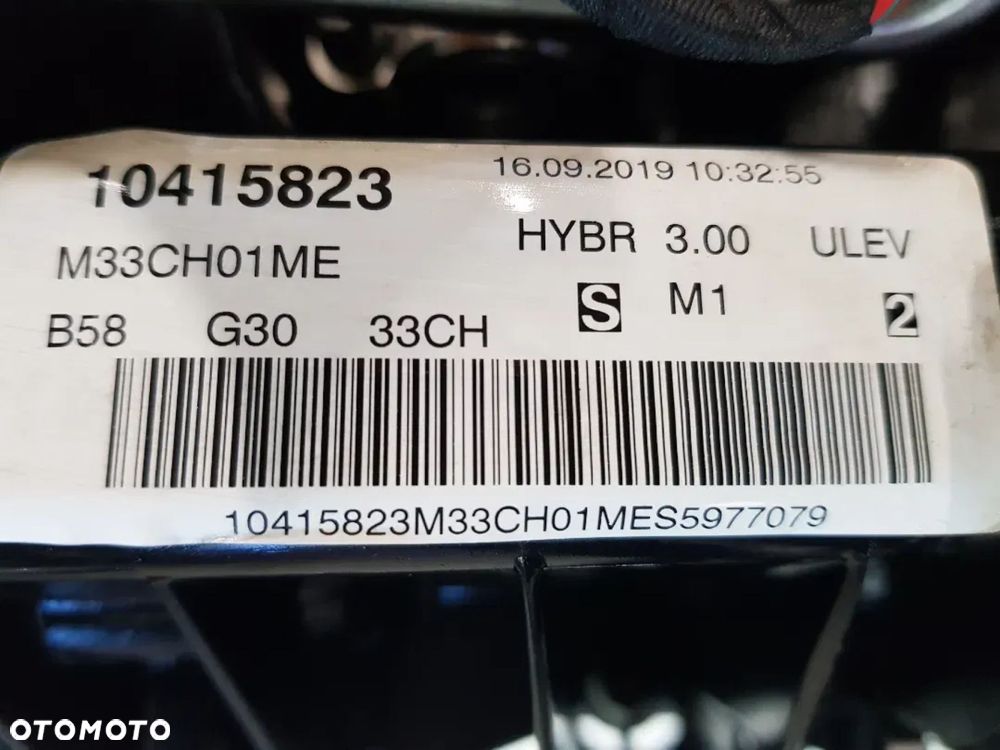 10415823 16.09.2019 10:32:55
M33CH01ME HYBR 3.00 ULEV
B58 G30 33CH S M1 2
10415823M33CH01MES5977079
OTOMOTO